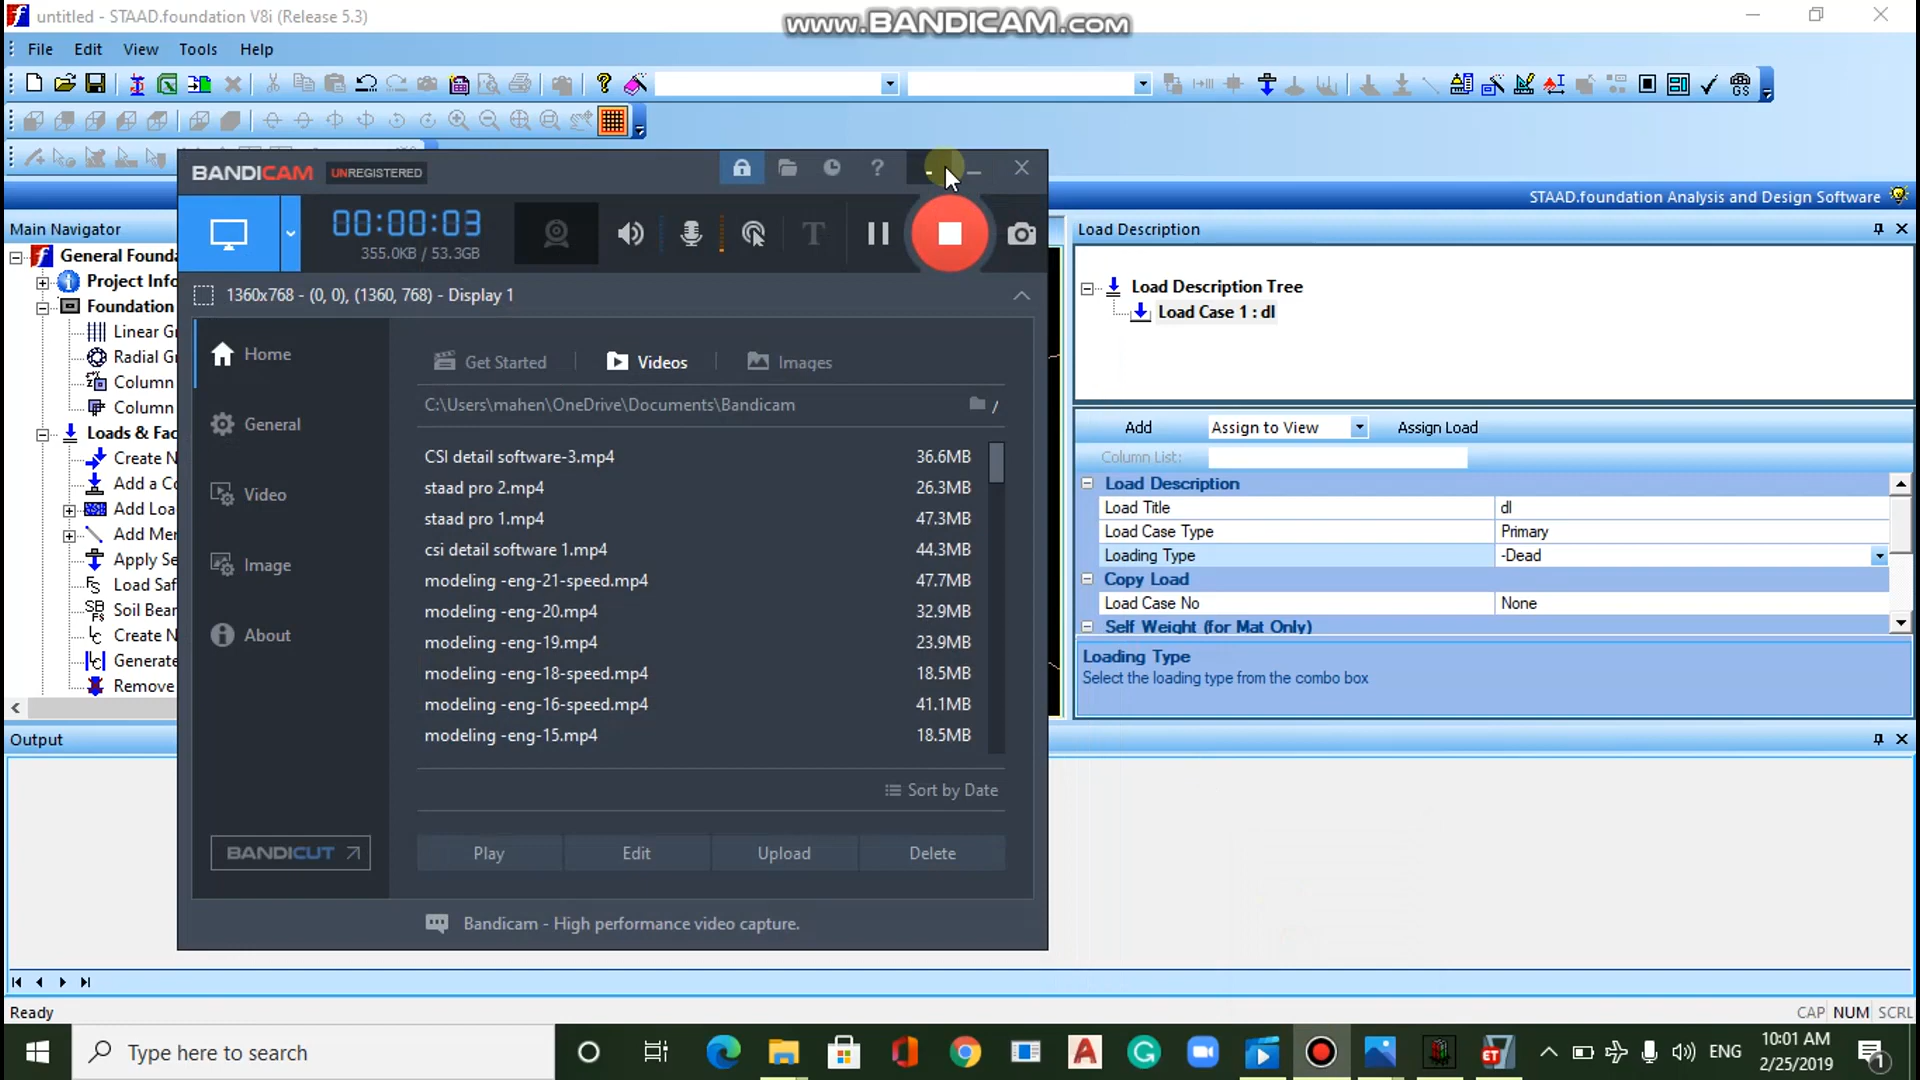 untitled - STAAD.foundation V8i (Release 5.3)
www.BANDICAM.com
File Edit View Tools Help
GS
STAAD.foundation Analysis and Design Software
Main Navigator
General Founda
Project Info
Foundation
Linear Gr
Radial G
Column
Column
Loads & Fac
Create N
Add a Co
Add Loa
Add Mer
Apply Se
Load Saf
Soil Bear
Create N
Generate
Remove
BANDICAM UNREGISTERED
00:00:03
355.0KB / 53.3GB
1360x768 - (0, 0), (1360, 768) - Display 1
Home
General
Video
Image
About
BANDICUT
Get Started Videos Images
C:\Users\mahen\OneDrive\Documents\Bandicam
CSI detail software-3.mp4 36.6MB
staad pro 2.mp4 26.3MB
staad pro 1.mp4 47.3MB
csi detail software 1.mp4 44.3MB
modeling -eng-21-speed.mp4 47.7MB
modeling -eng-20.mp4 32.9MB
modeling -eng-19.mp4 23.9MB
modeling -eng-18-speed.mp4 18.5MB
modeling -eng-16-speed.mp4 41.1MB
modeling -eng-15.mp4 18.5MB
Sort by Date
Play Edit Upload Delete
Bandicam - High performance video capture.
Load Description
Load Description Tree
Load Case 1 : dl
Add Assign to View Assign Load
Column List:
Load Description
Load Title dl
Load Case Type Primary
Loading Type -Dead
Copy Load
Load Case No None
Self Weight (for Mat Only)
Loading Type
Select the loading type from the combo box
Output
Ready
CAP NUM SCRL
Type here to search
ET
ENG
10:01 AM
2/25/2019
1